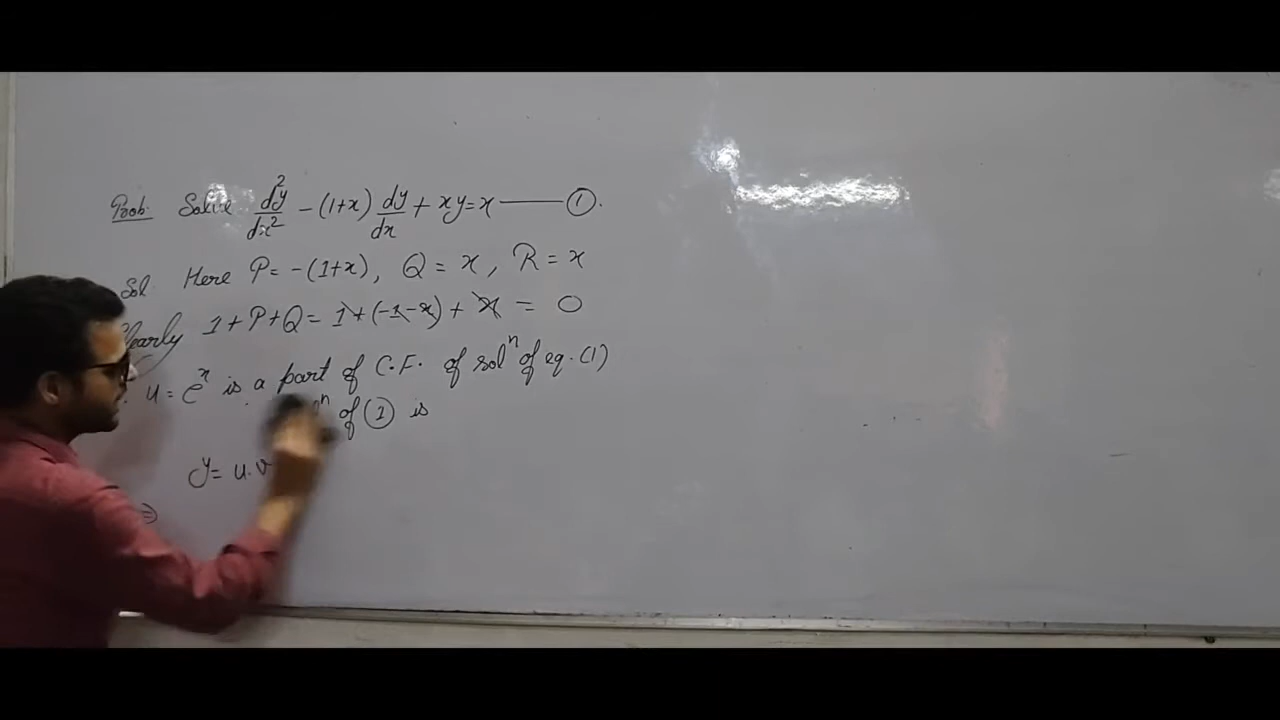 Prob. Solve d²y/dx² - (1+x) dy/dx + xy = x —— ①.
Sol. Here P = -(1+x), Q = x, R = x
1+P+Q = 1+(-1-x) + x = 0
u = eˣ is a part of C.F. of solⁿ of eq. (1)
of ① is
y = u.v
⇒